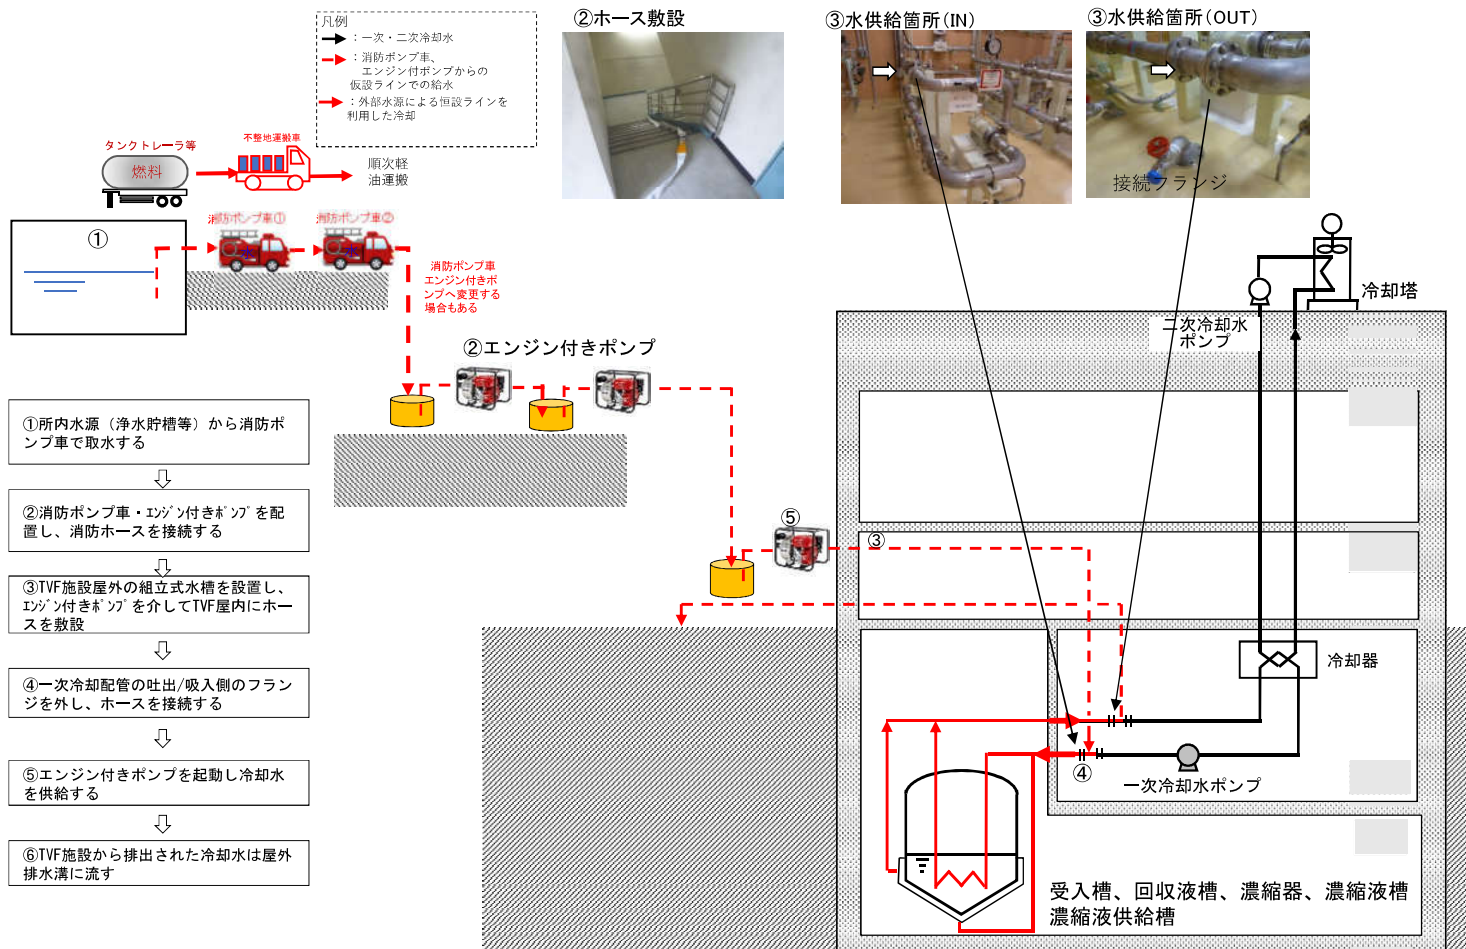 凡例
：一次・二次冷却水
：消防ポンプ車、
エンジン付ポンプからの
仮設ラインでの給水
：外部水源による恒設ラインを
利用した冷却
②ホース敷設
③水供給箇所(IN)
③水供給箇所(OUT)
接続フランジ
タンクトレーラ等
燃料
不整地運搬車
順次軽
油運搬
①
消防ポンプ車①
消防ポンプ車②
消防ポンプ車
エンジン付きポ
ンプへ変更する
場合もある
②エンジン付きポンプ
冷却塔
二次冷却水
ポンプ
⑤
③
冷却器
④
一次冷却水ポンプ
受入槽、回収液槽、濃縮器、濃縮液槽
濃縮液供給槽
①所内水源（浄水貯槽等）から消防ポ
ンプ車で取水する
②消防ポンプ車・ｴﾝｼﾞﾝ付きﾎﾟﾝﾌﾟを配
置し、消防ホースを接続する
③TVF施設屋外の組立式水槽を設置し、
ｴﾝｼﾞﾝ付きﾎﾟﾝﾌﾟを介してTVF屋内にホー
スを敷設
④一次冷却配管の吐出/吸入側のフラン
ジを外し、ホースを接続する
⑤エンジン付きポンプを起動し冷却水
を供給する
⑥TVF施設から排出された冷却水は屋外
排水溝に流す